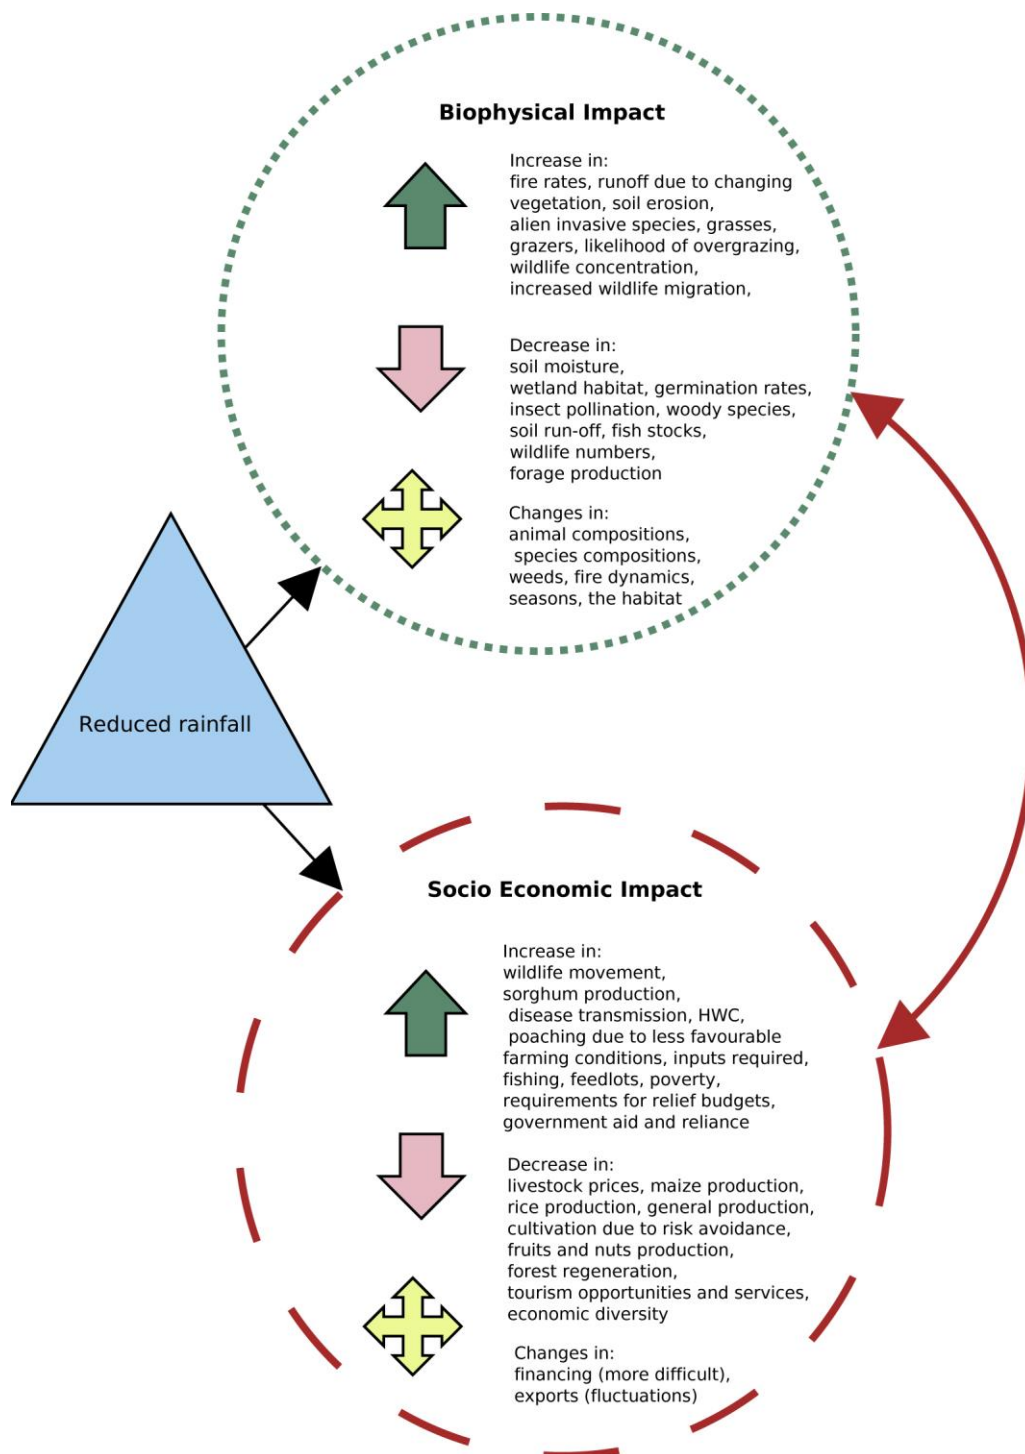 Biophysical Impact
Increase in:
fire rates, runoff due to changing
vegetation, soil erosion,
alien invasive species, grasses,
grazers, likelihood of overgrazing,
wildlife concentration,
increased wildlife migration,
Decrease in:
soil moisture,
wetland habitat, germination rates,
insect pollination, woody species,
soil run-off, fish stocks,
wildlife numbers,
forage production
Changes in:
animal compositions,
species compositions,
weeds, fire dynamics,
seasons, the habitat
Reduced rainfall
Socio Economic Impact
Increase in:
wildlife movement,
sorghum production,
disease transmission, HWC,
poaching due to less favourable
farming conditions, inputs required,
fishing, feedlots, poverty,
requirements for relief budgets,
government aid and reliance
Decrease in:
livestock prices, maize production,
rice production, general production,
cultivation due to risk avoidance,
fruits and nuts production,
forest regeneration,
tourism opportunities and services,
economic diversity
Changes in:
financing (more difficult),
exports (fluctuations)